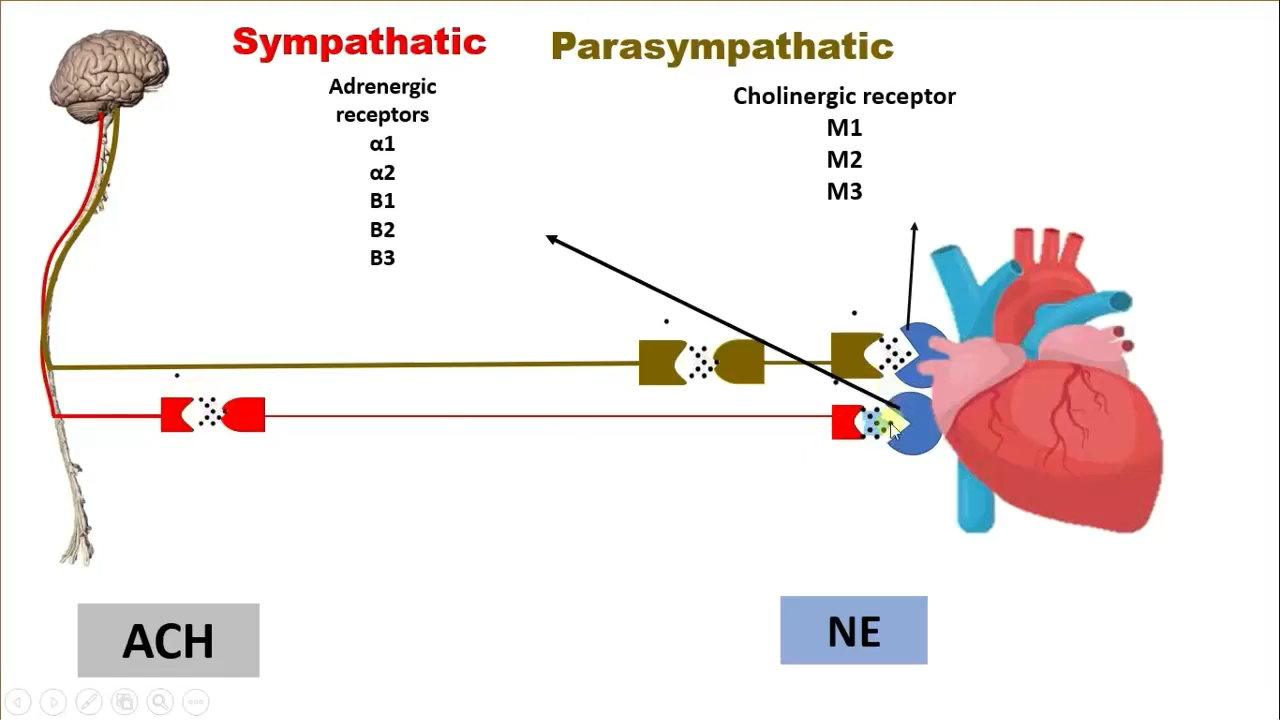 Sympathatic
Adrenergic
receptors
α1
α2
B1
B2
B3
Parasympathatic
Cholinergic receptor
M1
M2
M3
ACH
NE